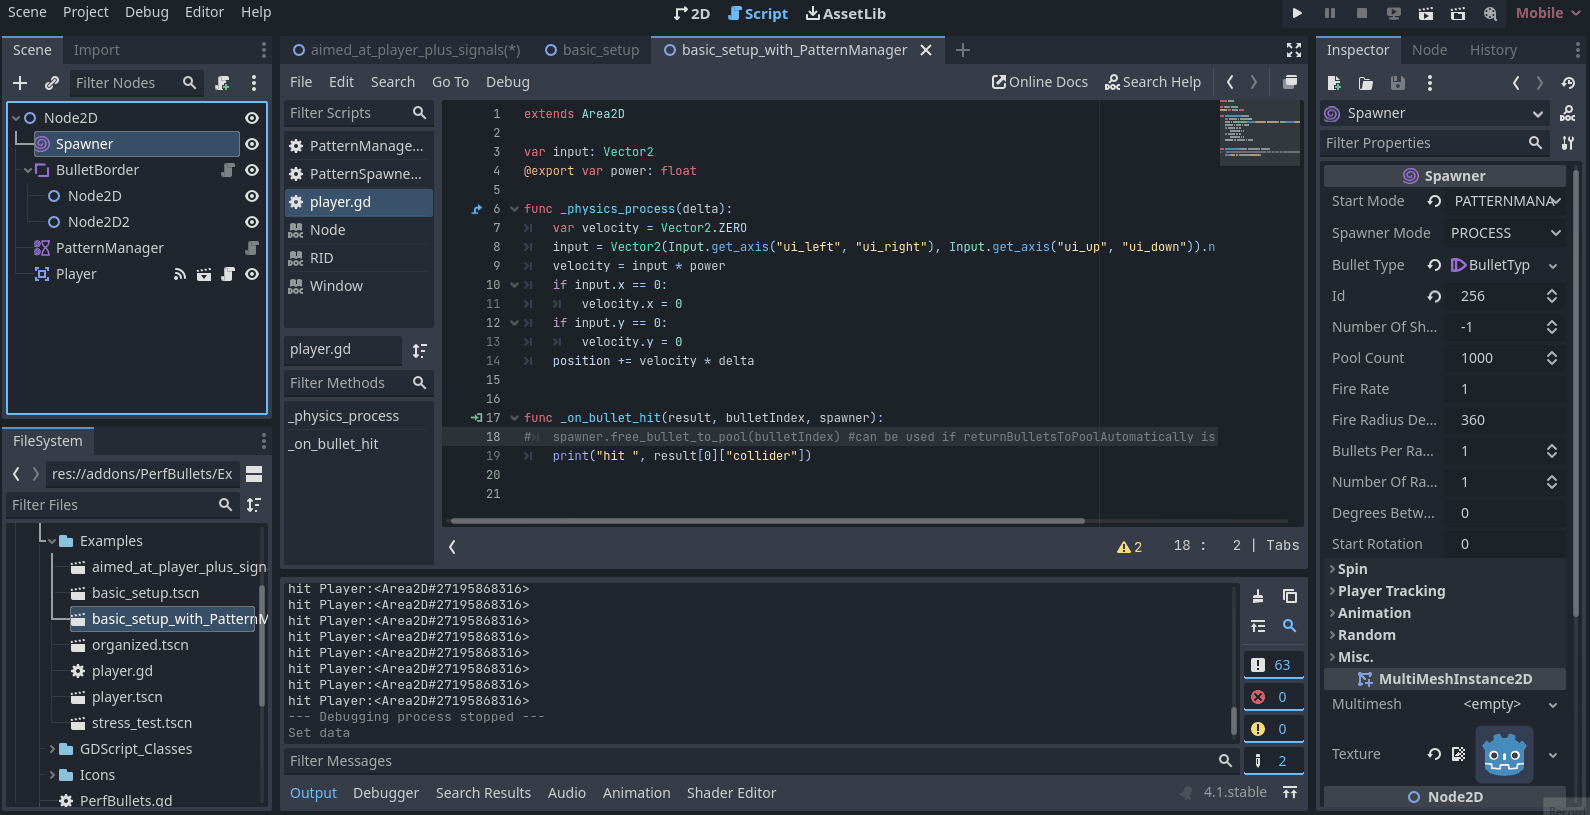 Scene Project Debug Editor Help
2D Script AssetLib
Mobile
Scene Import
Filter Nodes
Node2D
Spawner
BulletBorder
Node2D
Node2D2
PatternManager
Player
FileSystem
res://addons/PerfBullets/Ex
Filter Files
Examples
aimed_at_player_plus_sign
basic_setup.tscn
basic_setup_with_PatternM
organized.tscn
player.gd
player.tscn
stress_test.tscn
GDScript_Classes
Icons
PerfBullets.gd
aimed_at_player_plus_signals(*) basic_setup basic_setup_with_PatternManager
File Edit Search Go To Debug
Online Docs Search Help
Filter Scripts
PatternManage...
PatternSpawne...
player.gd
Node
RID
Window
player.gd
Filter Methods
_physics_process
_on_bullet_hit
1 extends Area2D
2
3 var input: Vector2
4 @export var power: float
5
6 func _physics_process(delta):
7 var velocity = Vector2.ZERO
8 input = Vector2(Input.get_axis("ui_left", "ui_right"), Input.get_axis("ui_up", "ui_down")).n
9 velocity = input * power
10 if input.x == 0:
11 velocity.x = 0
12 if input.y == 0:
13 velocity.y = 0
14 position += velocity * delta
15
16
17 func _on_bullet_hit(result, bulletIndex, spawner):
18 # spawner.free_bullet_to_pool(bulletIndex) #can be used if returnBulletsToPoolAutomatically is
19 print("hit ", result[0]["collider"])
20
21
2 18 : 2 | Tabs
hit Player:<Area2D#27195868316>
hit Player:<Area2D#27195868316>
hit Player:<Area2D#27195868316>
hit Player:<Area2D#27195868316>
hit Player:<Area2D#27195868316>
hit Player:<Area2D#27195868316>
hit Player:<Area2D#27195868316>
hit Player:<Area2D#27195868316>
--- Debugging process stopped ---
Set data
63
0
0
2
Filter Messages
Output Debugger Search Results Audio Animation Shader Editor
4.1.stable
Inspector Node History
Spawner
Filter Properties
Spawner
Start Mode PATTERNMANA
Spawner Mode PROCESS
Bullet Type BulletTyp
Id 256
Number Of Sh... -1
Pool Count 1000
Fire Rate 1
Fire Radius De... 360
Bullets Per Ra... 1
Number Of Ra... 1
Degrees Betw... 0
Start Rotation 0
Spin
Player Tracking
Animation
Random
Misc.
MultiMeshInstance2D
Multimesh <empty>
Texture
Node2D